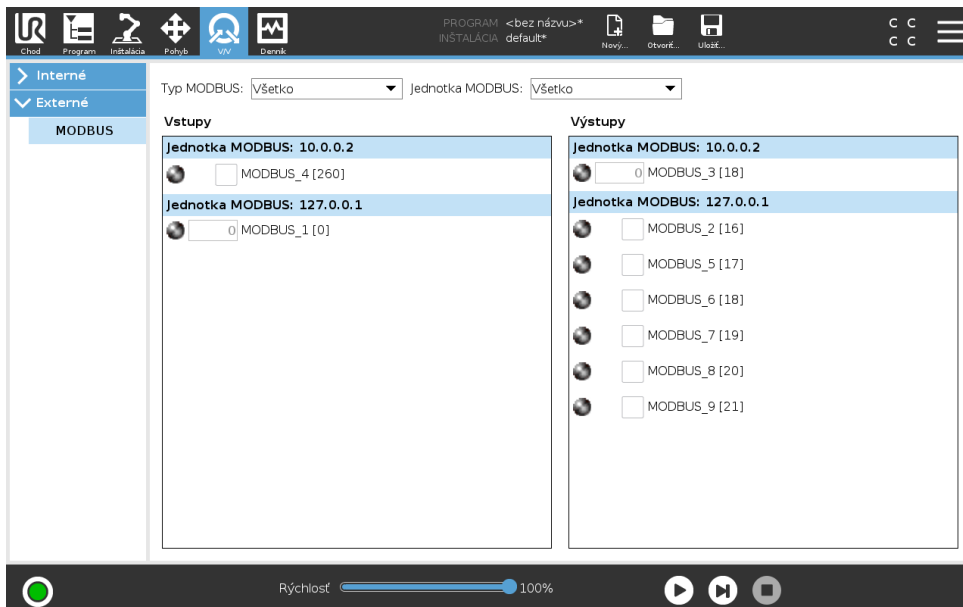 PROGRAM <bez názvu>*
INŠTALÁCIA default*
Chod Program Inštalácia Pohyb V/V Denník Nový... Otvoriť... Uložiť...
C C
C C
Interné
Externé
MODBUS
Typ MODBUS: Všetko Jednotka MODBUS: Všetko
Vstupy
Jednotka MODBUS: 10.0.0.2
MODBUS_4 [260]
Jednotka MODBUS: 127.0.0.1
0 MODBUS_1 [0]
Výstupy
Jednotka MODBUS: 10.0.0.2
0 MODBUS_3 [18]
Jednotka MODBUS: 127.0.0.1
MODBUS_2 [16]
MODBUS_5 [17]
MODBUS_6 [18]
MODBUS_7 [19]
MODBUS_8 [20]
MODBUS_9 [21]
Rýchlosť 100%